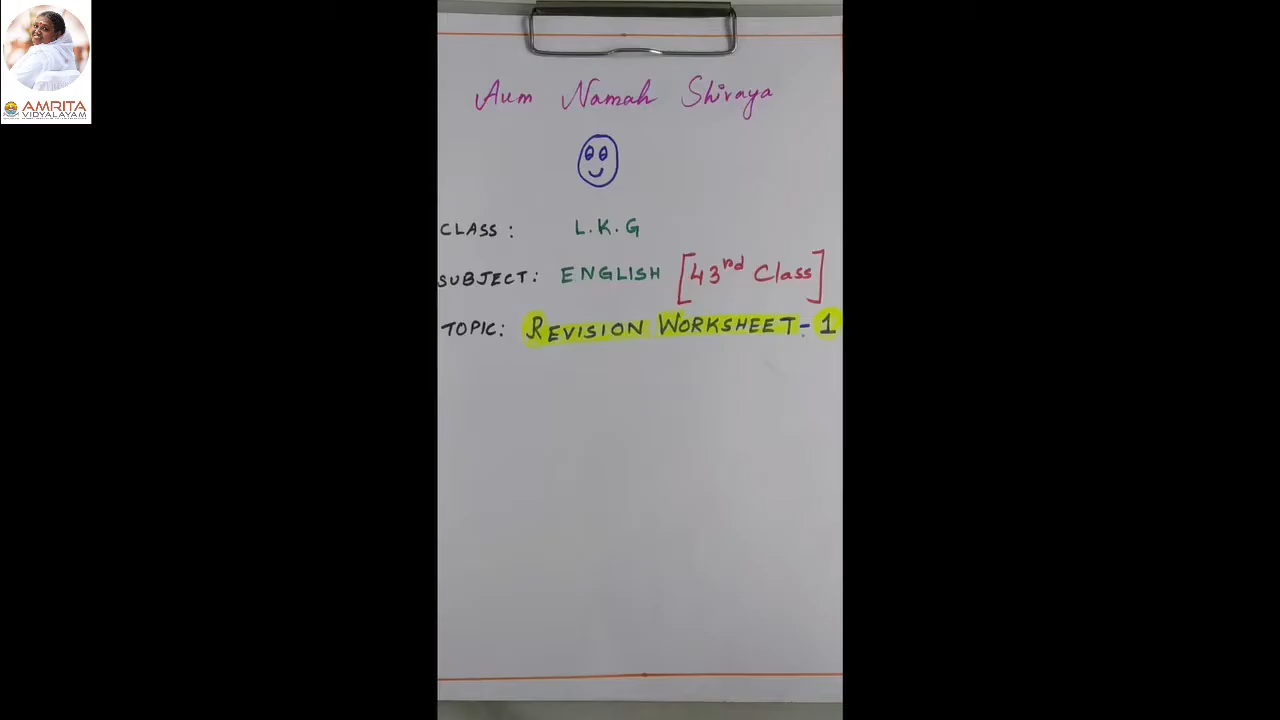 AMRITA
VIDYALAYAM
Aum Namah Shivaya
CLASS: L.K.G
SUBJECT: ENGLISH [43rd Class]
TOPIC: REVISION WORKSHEET-1